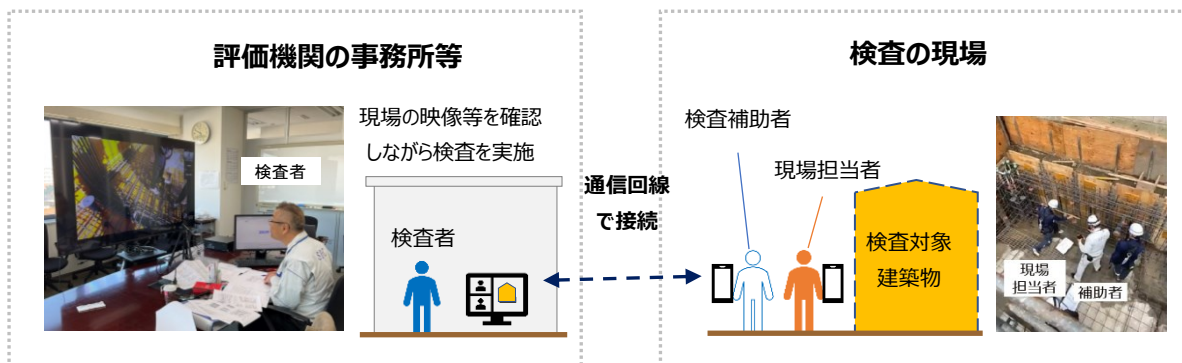 評価機関の事務所等
検査者
現場の映像等を確認
しながら検査を実施
検査者
通信回線
で接続
検査の現場
検査補助者
現場担当者
検査対象
建築物
現場
担当者
補助者